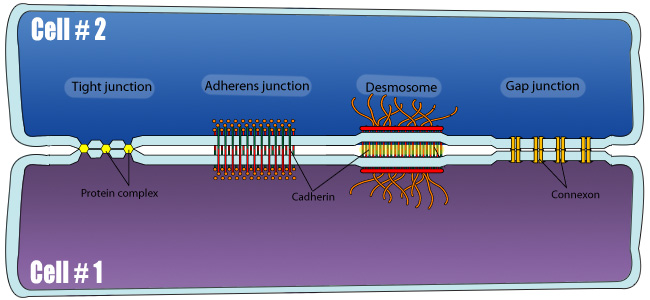 Cell # 2
Tight junction
Adherens junction
Desmosome
Gap junction
Protein complex
Cadherin
Connexon
Cell # 1